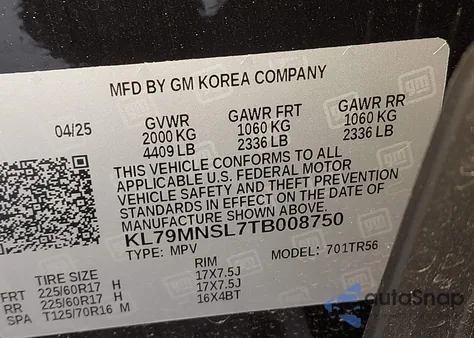 MFD BY GM KOREA COMPANY
04/25 GVWR GAWR FRT GAWR RR
2000 KG 1060 KG 1060 KG
4409 LB 2336 LB 2336 LB
THIS VEHICLE CONFORMS TO ALL
APPLICABLE U.S. FEDERAL MOTOR
VEHICLE SAFETY AND THEFT PREVENTION
STANDARDS IN EFFECT ON THE DATE OF
MANUFACTURE SHOWN ABOVE.
KL79MNSL7TB008750
TYPE: MPV MODEL: 701TR56
TIRE SIZE RIM
FRT 225/60R17 H 17X7.5J
RR 225/60R17 H 17X7.5J
SPA T125/70R16 M 16X4BT
gm
autoSnap